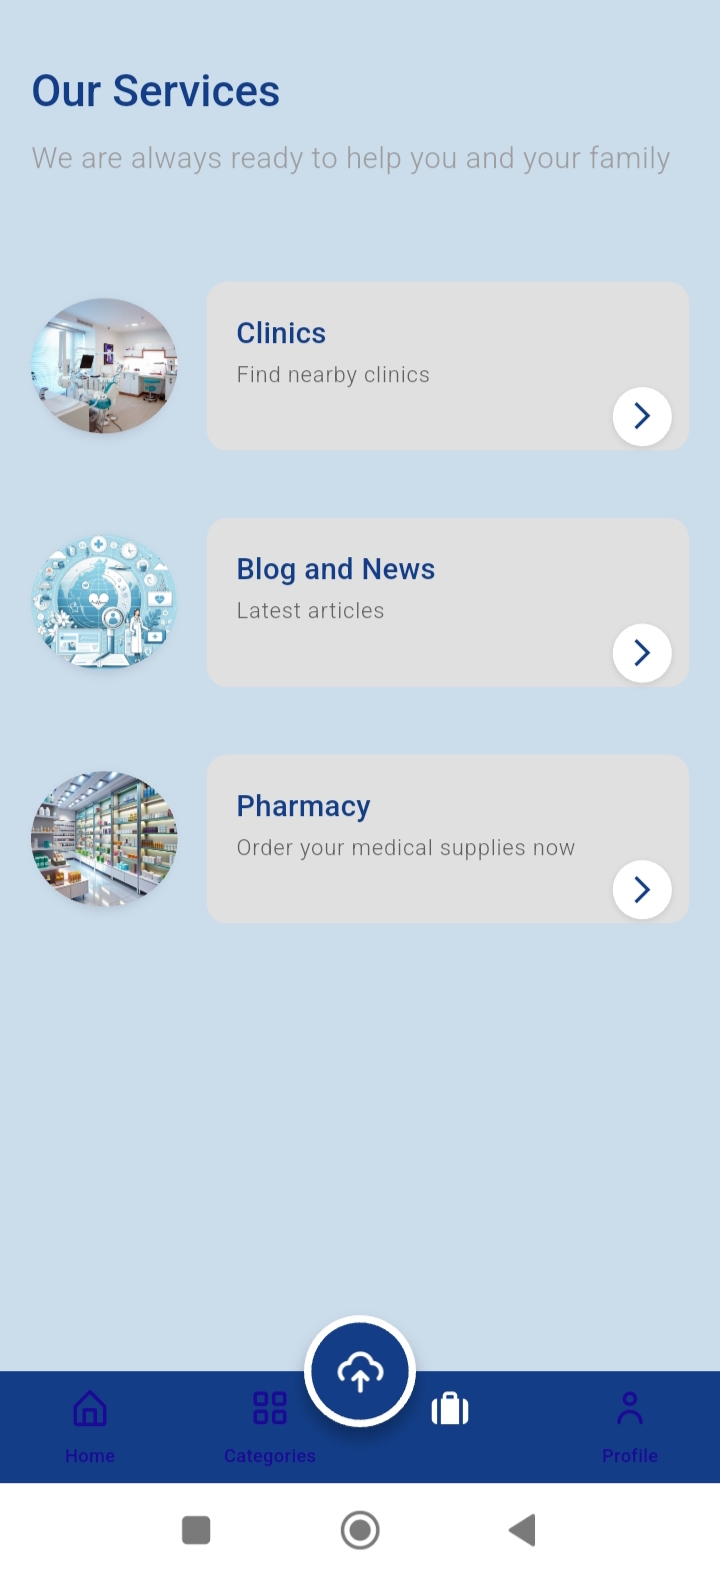 Our Services
We are always ready to help you and your family
Clinics
Find nearby clinics
Blog and News
Latest articles
Pharmacy
Order your medical supplies now
Home
Categories
Profile